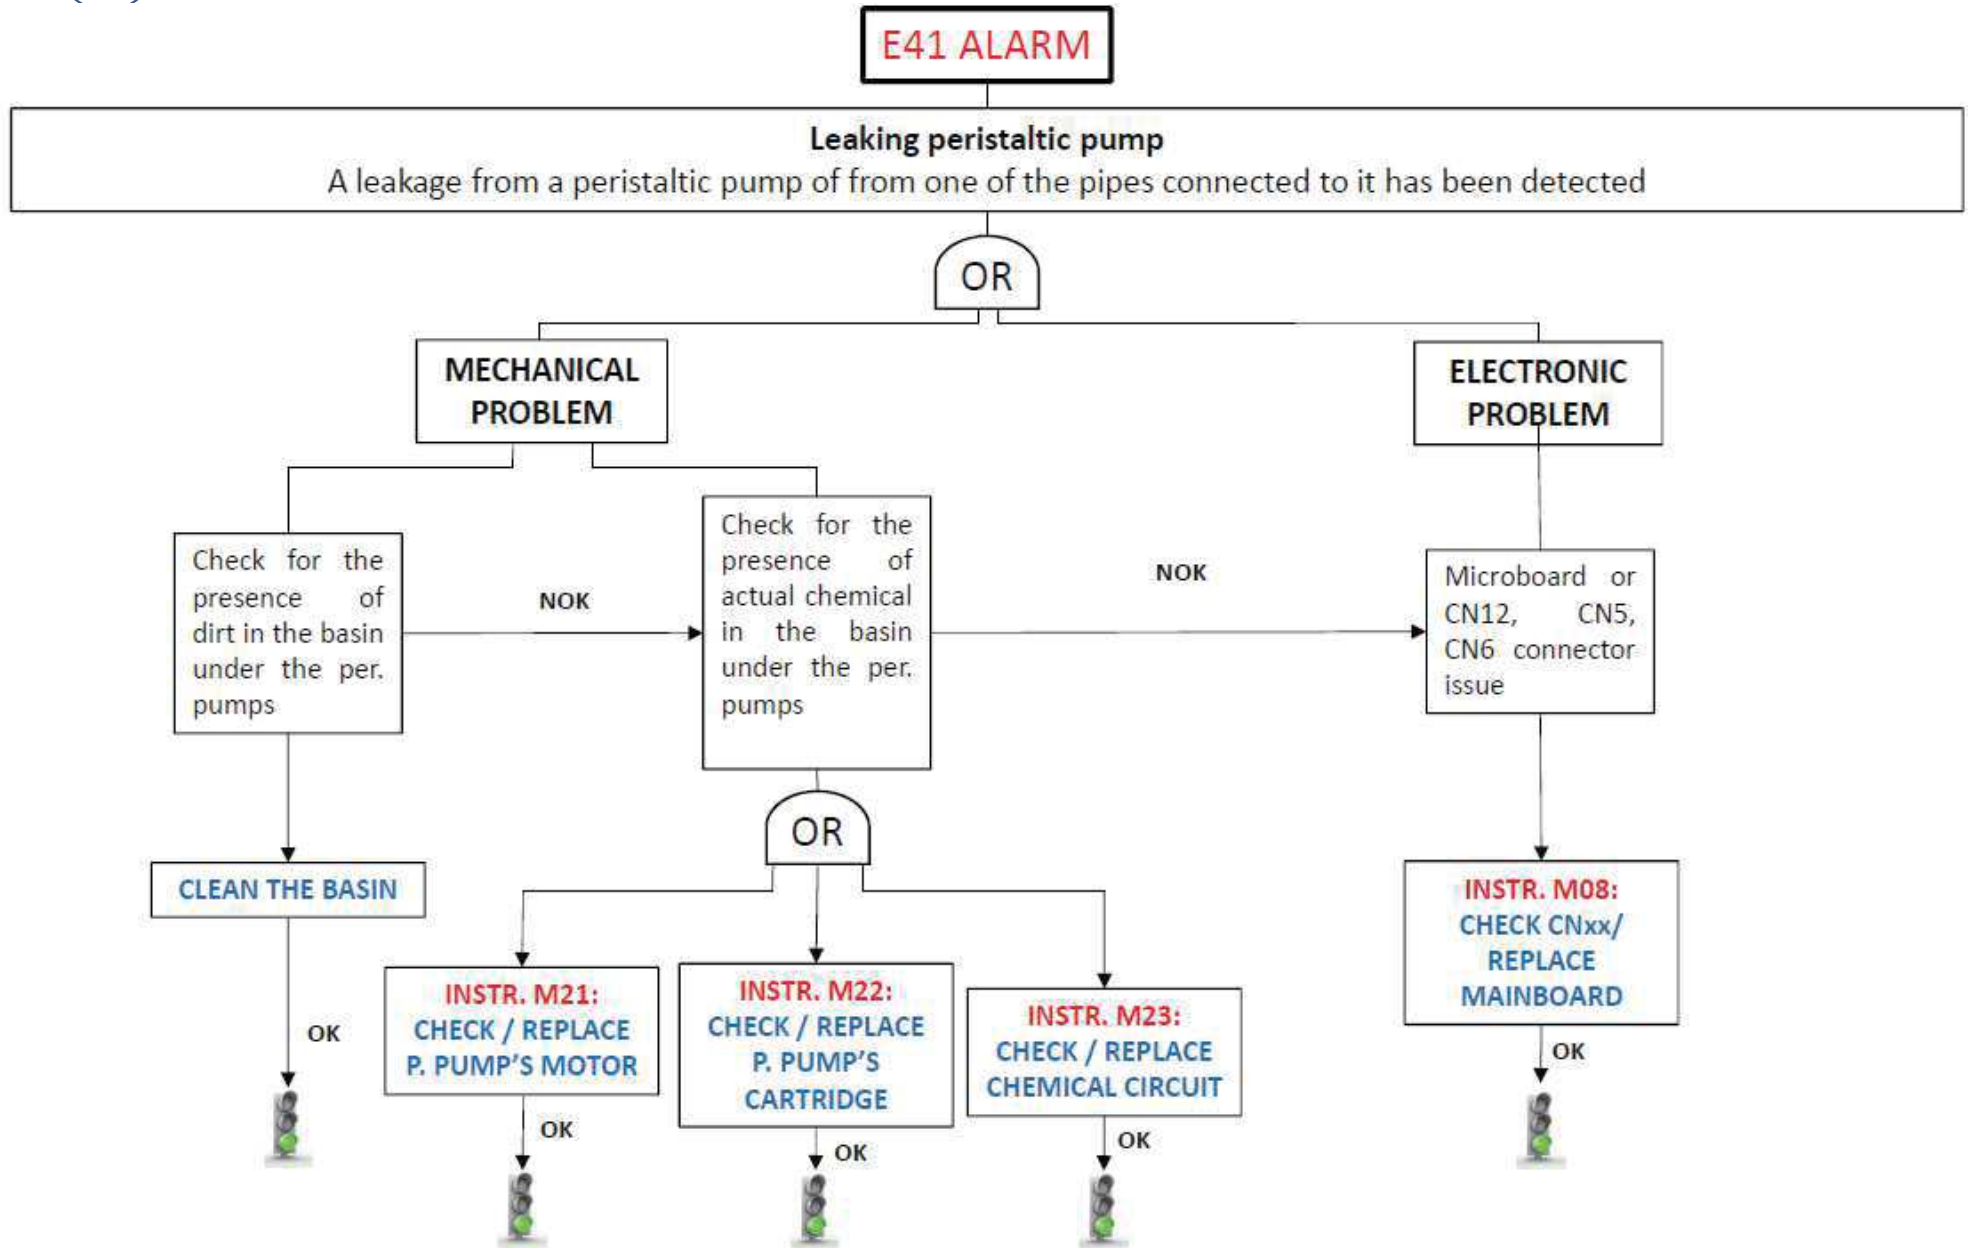 E41 ALARM
Leaking peristaltic pump
A leakage from a peristaltic pump of from one of the pipes connected to it has been detected
OR
MECHANICAL
PROBLEM
ELECTRONIC
PROBLEM
Check for the
presence of
dirt in the basin
under the per.
pumps
NOK
Check for the
presence of
actual chemical
in the basin
under the per.
pumps
NOK
Microboard or
CN12, CN5,
CN6 connector
issue
OR
CLEAN THE BASIN
OK
INSTR. M21:
CHECK / REPLACE
P. PUMP'S MOTOR
OK
INSTR. M22:
CHECK / REPLACE
P. PUMP'S
CARTRIDGE
OK
INSTR. M23:
CHECK / REPLACE
CHEMICAL CIRCUIT
OK
INSTR. M08:
CHECK CNxx/
REPLACE
MAINBOARD
OK